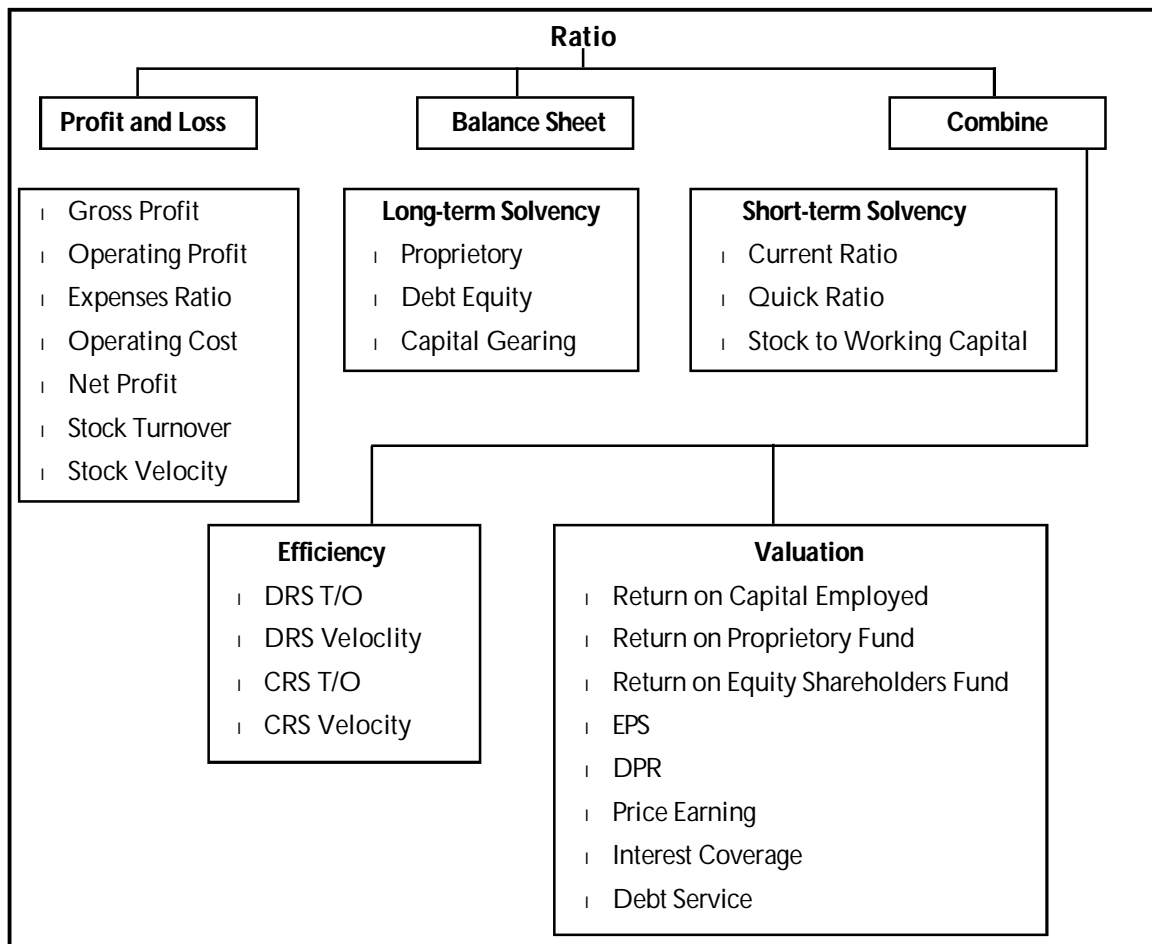 Ratio
Profit and Loss
Balance Sheet
Combine
l Gross Profit
l Operating Profit
l Expenses Ratio
l Operating Cost
l Net Profit
l Stock Turnover
l Stock Velocity
Long-term Solvency
l Proprietory
l Debt Equity
l Capital Gearing
Short-term Solvency
l Current Ratio
l Quick Ratio
l Stock to Working Capital
Efficiency
l DRS T/O
l DRS Veloclity
l CRS T/O
l CRS Velocity
Valuation
l Return on Capital Employed
l Return on Proprietory Fund
l Return on Equity Shareholders Fund
l EPS
l DPR
l Price Earning
l Interest Coverage
l Debt Service